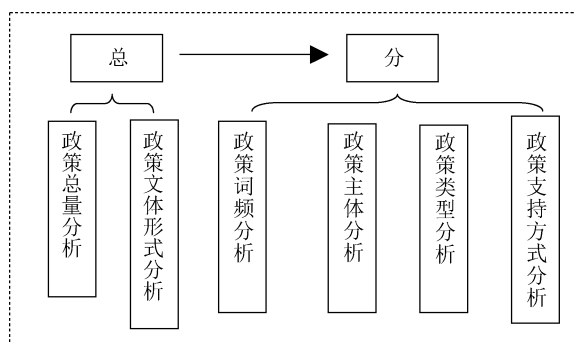 总
分
政策总量分析
政策文体形式分析
政策词频分析
政策主体分析
政策类型分析
政策支持方式分析